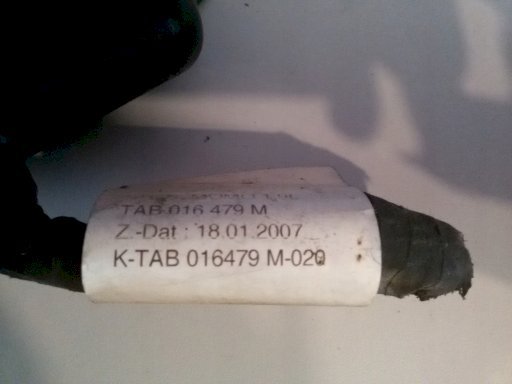 TAB 016 479 M
Z.-Dat : 18.01.2007
K-TAB 016479 M-020